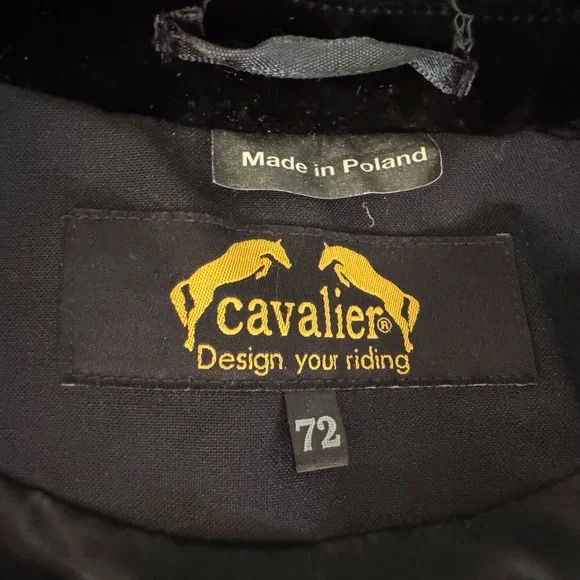 Made in Poland
cavalier®
Design your riding
72